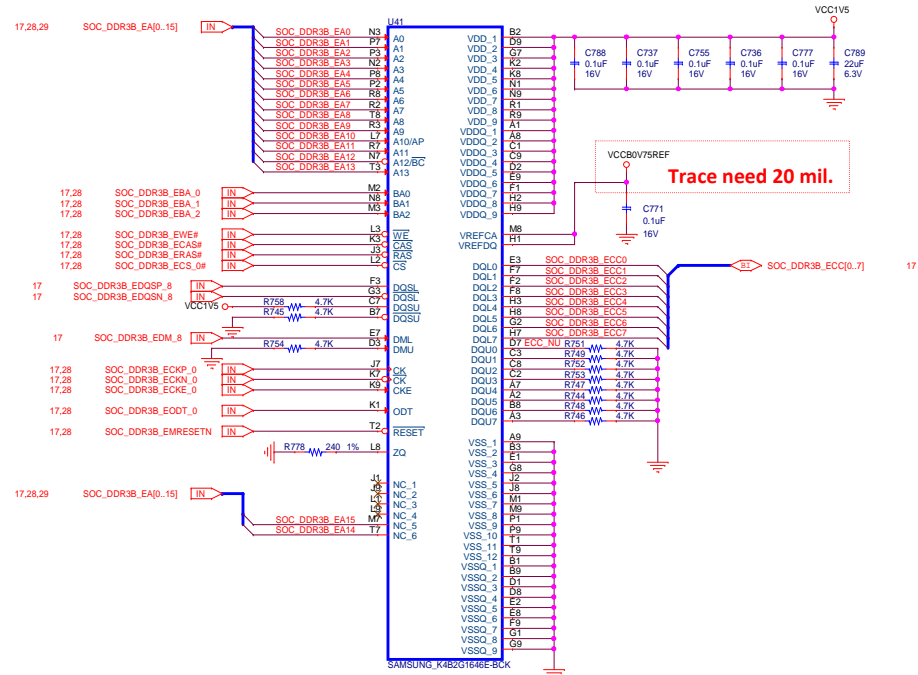 U41
17,28,29 SOC_DDR3B_EA[0..15] IN
SOC_DDR3B_EA0 N3 A0
SOC_DDR3B_EA1 P7 A1
SOC_DDR3B_EA2 P3 A2
SOC_DDR3B_EA3 N2 A3
SOC_DDR3B_EA4 P8 A4
SOC_DDR3B_EA5 P2 A5
SOC_DDR3B_EA6 R8 A6
SOC_DDR3B_EA7 R2 A7
SOC_DDR3B_EA8 T8 A8
SOC_DDR3B_EA9 R3 A9
SOC_DDR3B_EA10 L7 A10/AP
SOC_DDR3B_EA11 R7 A11
SOC_DDR3B_EA12 N7 A12/BC
SOC_DDR3B_EA13 T3 A13
17,28 SOC_DDR3B_EBA_0 IN M2 BA0
17,28 SOC_DDR3B_EBA_1 IN N8 BA1
17,28 SOC_DDR3B_EBA_2 IN M3 BA2
17,28 SOC_DDR3B_EWE# IN L3 WE
17,28 SOC_DDR3B_ECAS# IN K3 CAS
17,28 SOC_DDR3B_ERAS# IN J3 RAS
17,28 SOC_DDR3B_ECS_0# IN L2 CS
17 SOC_DDR3B_EDQSP_8 IN F3 DQSL
17 SOC_DDR3B_EDQSN_8 IN G3 DQSL
VCC1V5 R758 4.7K C7 DQSU
R745 4.7K B7 DQSU
17 SOC_DDR3B_EDM_8 IN E7 DML
R754 4.7K D3 DMU
17,28 SOC_DDR3B_ECKP_0 IN J7 CK
17,28 SOC_DDR3B_ECKN_0 IN K7 CK
17,28 SOC_DDR3B_ECKE_0 IN K9 CKE
17,28 SOC_DDR3B_EODT_0 IN K1 ODT
17,28 SOC_DDR3B_EMRESETN IN T2 RESET
R778 240 1% L8 ZQ
17,28,29 SOC_DDR3B_EA[0..15] IN
J1 NC_1
J9 NC_2
L1 NC_3
L9 NC_4
SOC_DDR3B_EA15 M7 NC_5
SOC_DDR3B_EA14 T7 NC_6
VDD_1 B2
VDD_2 D9
VDD_3 G7
VDD_4 K2
VDD_5 K8
VDD_6 N1
VDD_7 N9
VDD_8 R1
VDD_9 R9
VDDQ_1 A1
VDDQ_2 A8
VDDQ_3 C1
VDDQ_4 C9
VDDQ_5 D2
VDDQ_6 E9
VDDQ_7 F1
VDDQ_8 H2
VDDQ_9 H9
VREFCA M8
VREFDQ H1
DQL0 E3 SOC_DDR3B_ECC0
DQL1 F7 SOC_DDR3B_ECC1
DQL2 F2 SOC_DDR3B_ECC2
DQL3 F8 SOC_DDR3B_ECC3
DQL4 H3 SOC_DDR3B_ECC4
DQL5 H8 SOC_DDR3B_ECC5
DQL6 G2 SOC_DDR3B_ECC6
DQL7 H7 SOC_DDR3B_ECC7
DQU0 D7 ECC_NU R751 4.7K
DQU1 C3 R749 4.7K
DQU2 C8 R752 4.7K
DQU3 C2 R753 4.7K
DQU4 A7 R747 4.7K
DQU5 A2 R744 4.7K
DQU6 B8 R748 4.7K
DQU7 A3 R746 4.7K
VSS_1 A9
VSS_2 B3
VSS_3 E1
VSS_4 G8
VSS_5 J2
VSS_6 J8
VSS_7 M1
VSS_8 M9
VSS_9 P1
VSS_10 P9
VSS_11 T1
VSS_12 T9
VSSQ_1 B1
VSSQ_2 B9
VSSQ_3 D1
VSSQ_4 D8
VSSQ_5 E2
VSSQ_6 E8
VSSQ_7 F9
VSSQ_8 G1
VSSQ_9 G9
SAMSUNG_K4B2G1646E-BCK
VCC1V5
C788 C737 C755 C736 C777 C789
0.1uF 0.1uF 0.1uF 0.1uF 0.1uF 22uF
16V 16V 16V 16V 16V 6.3V
VCCB0V75REF
Trace need 20 mil.
C771
0.1uF
16V
BI SOC_DDR3B_ECC[0..7] 17